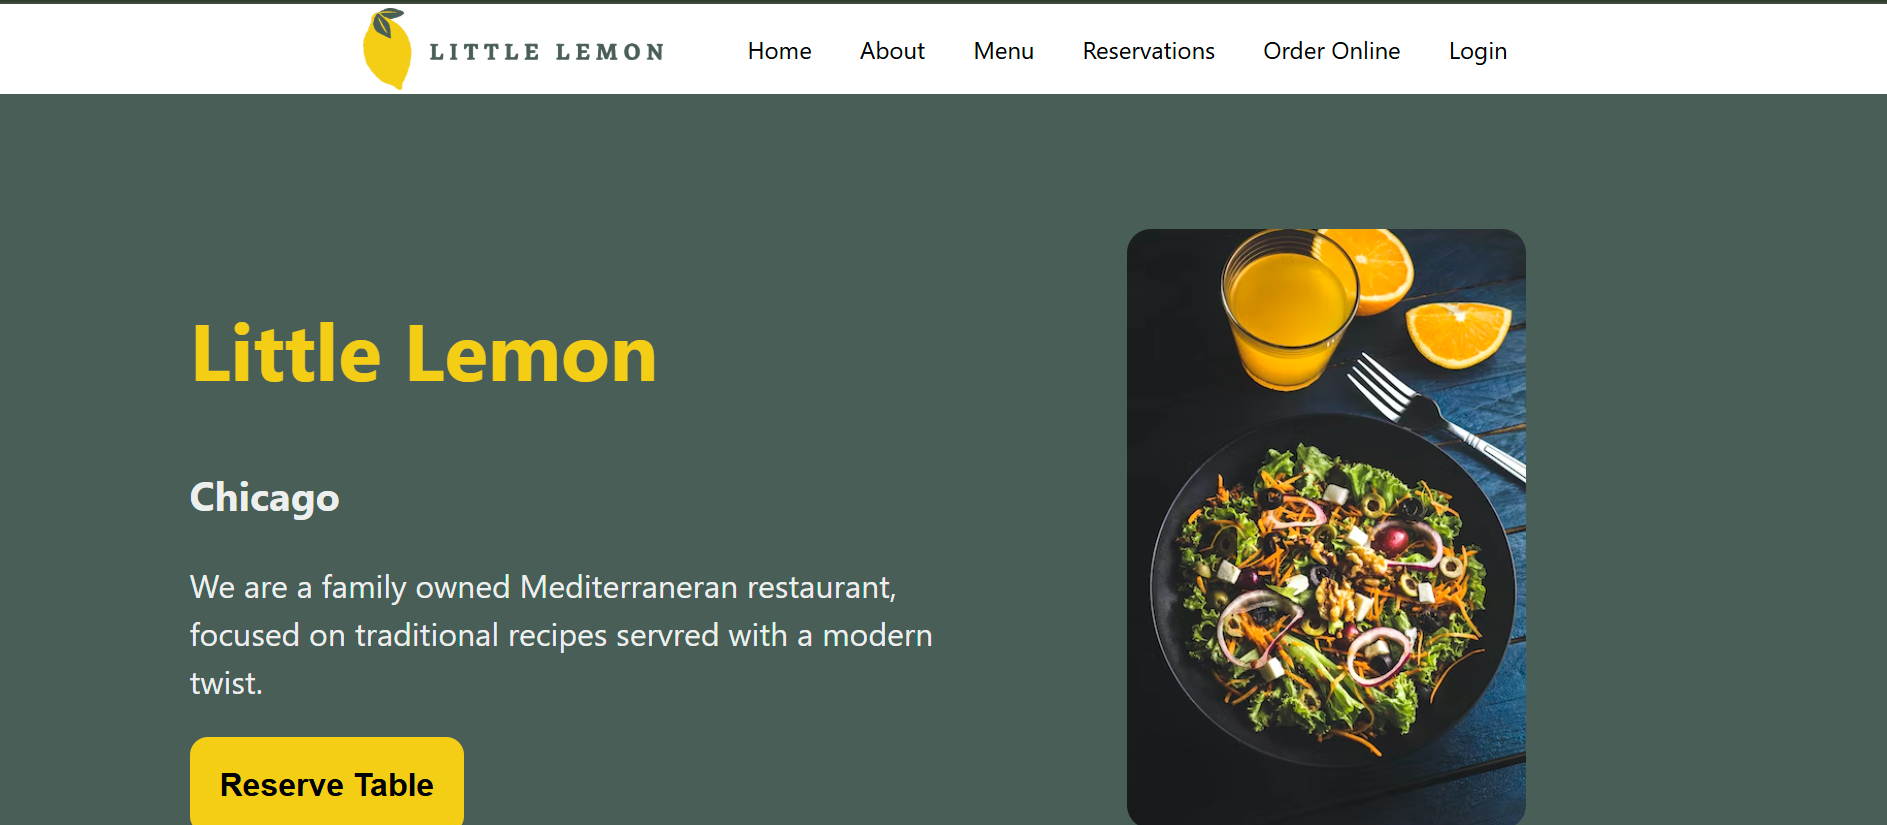 LITTLE LEMON
Home About Menu Reservations Order Online Login
Little Lemon
Chicago
We are a family owned Mediterraneran restaurant,
focused on traditional recipes servred with a modern
twist.
Reserve Table